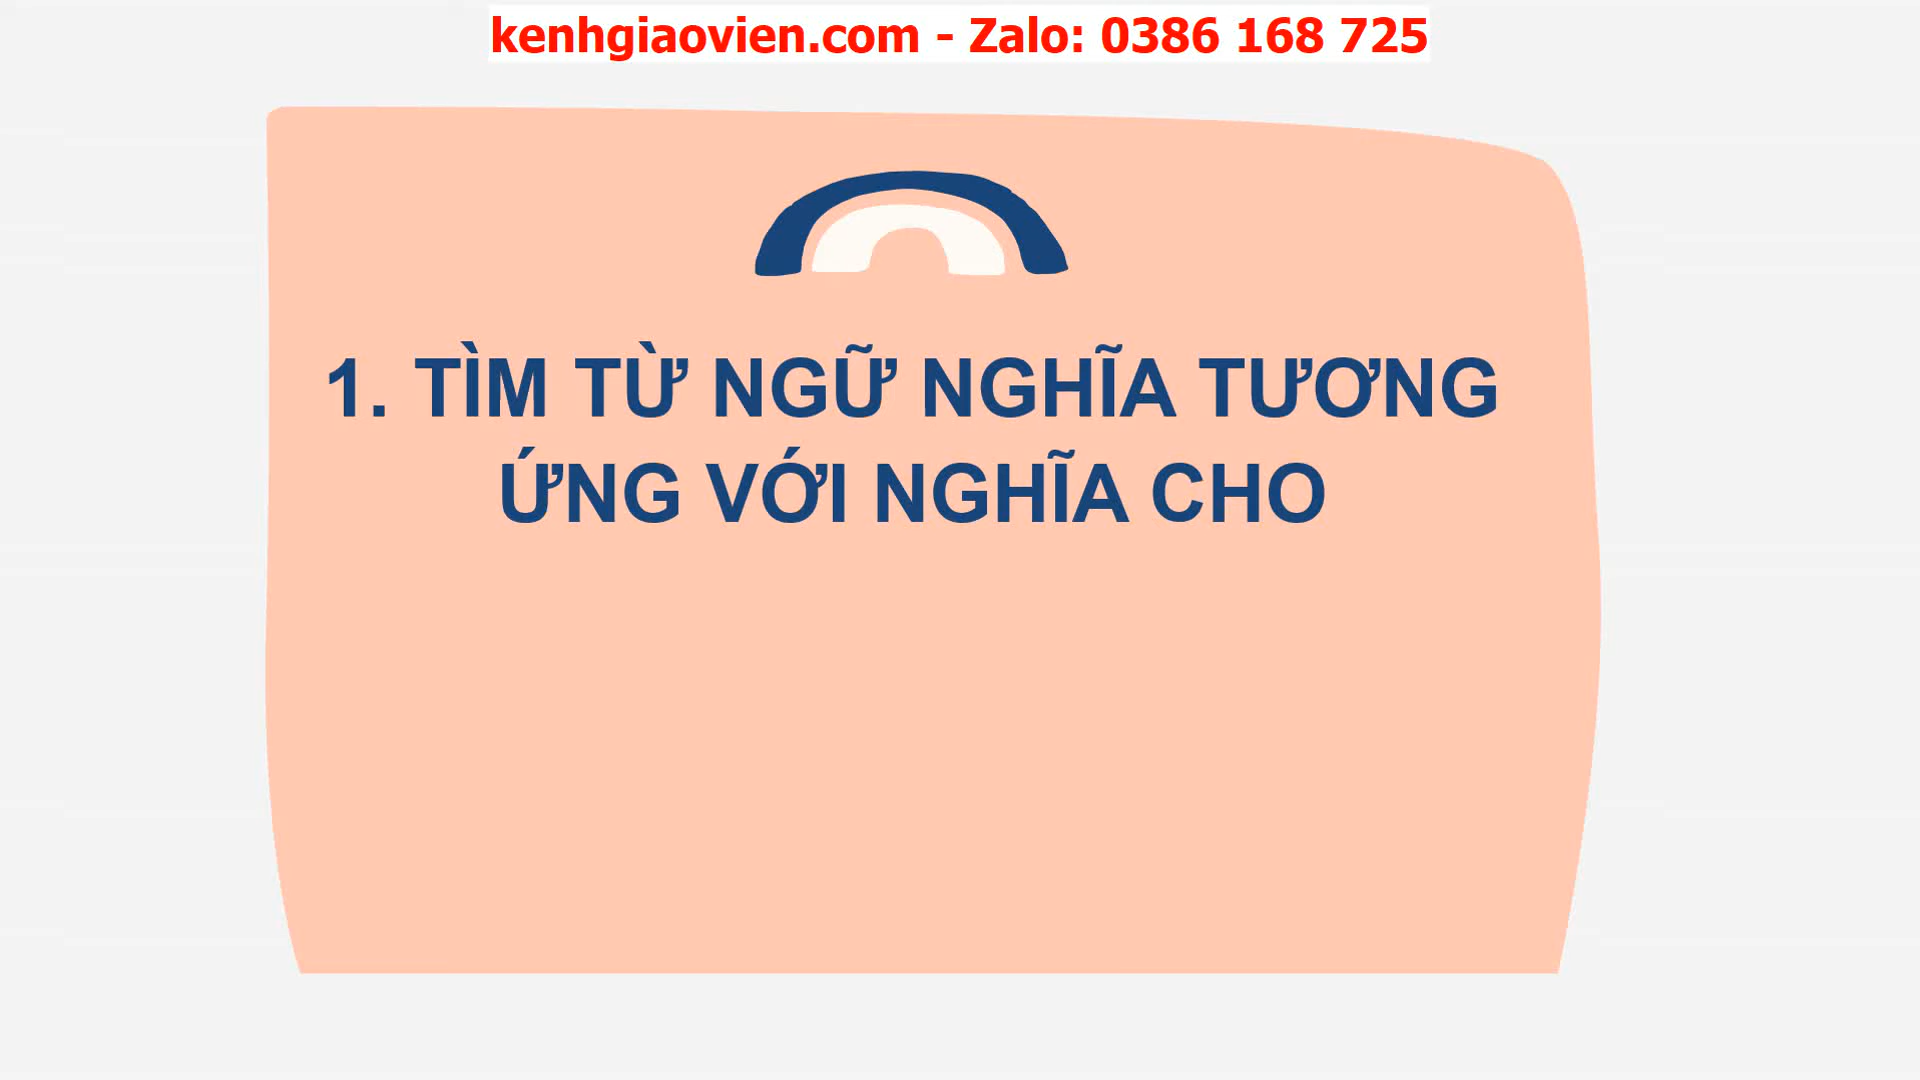 kenhgiaovien.com - Zalo: 0386 168 725
1. TÌM TỪ NGỮ NGHĨA TƯƠNG
ỨNG VỚI NGHĨA CHO